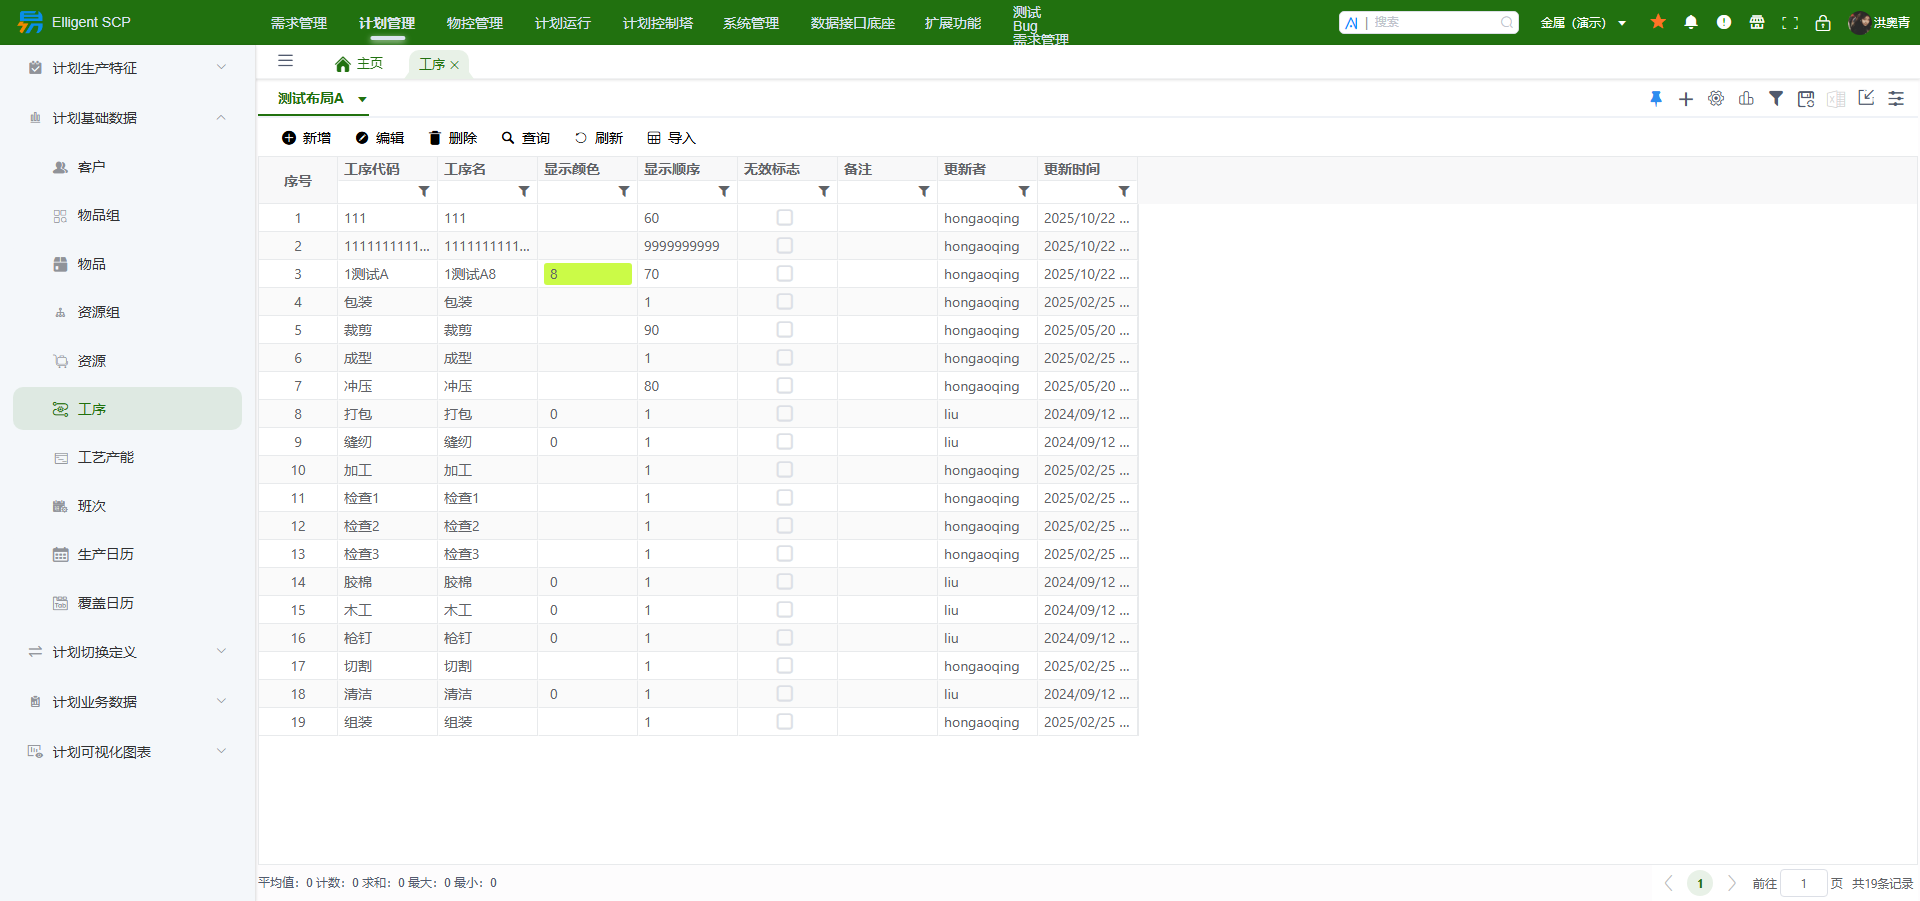 Elligent SCP
需求管理 计划管理 物控管理 计划运行 计划控制塔 系统管理 数据接口底座 扩展功能 测试
Bug
需求管理
AI | 搜索
金属（演示）
洪奥青
计划生产特征
计划基础数据
客户
物品组
物品
资源组
资源
工序
工艺产能
班次
生产日历
覆盖日历
计划切换定义
计划业务数据
计划可视化图表
主页 工序
测试布局A
新增 编辑 删除 查询 刷新 导入
序号 工序代码 工序名 显示颜色 显示顺序 无效标志 备注 更新者 更新时间
1 111 111 60 hongaoqing 2025/10/22 ...
2 1111111111... 1111111111... 9999999999 hongaoqing 2025/10/22 ...
3 1测试A 1测试A8 8 70 hongaoqing 2025/10/22 ...
4 包装 包装 1 hongaoqing 2025/02/25 ...
5 裁剪 裁剪 90 hongaoqing 2025/05/20 ...
6 成型 成型 1 hongaoqing 2025/02/25 ...
7 冲压 冲压 80 hongaoqing 2025/05/20 ...
8 打包 打包 0 1 liu 2024/09/12 ...
9 缝纫 缝纫 0 1 liu 2024/09/12 ...
10 加工 加工 1 hongaoqing 2025/02/25 ...
11 检查1 检查1 1 hongaoqing 2025/02/25 ...
12 检查2 检查2 1 hongaoqing 2025/02/25 ...
13 检查3 检查3 1 hongaoqing 2025/02/25 ...
14 胶棉 胶棉 0 1 liu 2024/09/12 ...
15 木工 木工 0 1 liu 2024/09/12 ...
16 枪钉 枪钉 0 1 liu 2024/09/12 ...
17 切割 切割 1 hongaoqing 2025/02/25 ...
18 清洁 清洁 0 1 liu 2024/09/12 ...
19 组装 组装 1 hongaoqing 2025/02/25 ...
平均值：0 计数：0 求和：0 最大：0 最小：0
1 前往 1 页 共19条记录